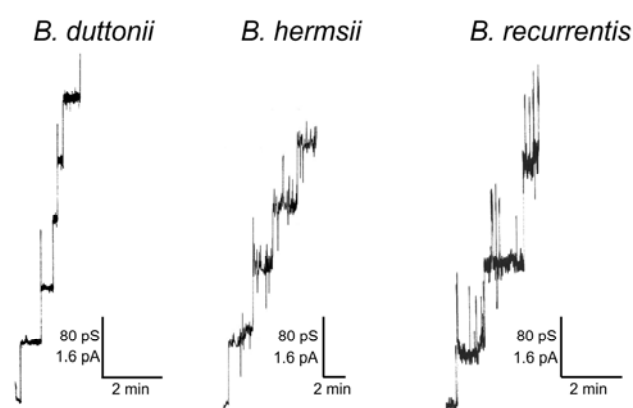 B. duttonii
B. hermsii
B. recurrentis
80 pS
1.6 pA
2 min
80 pS
1.6 pA
2 min
80 pS
1.6 pA
2 min